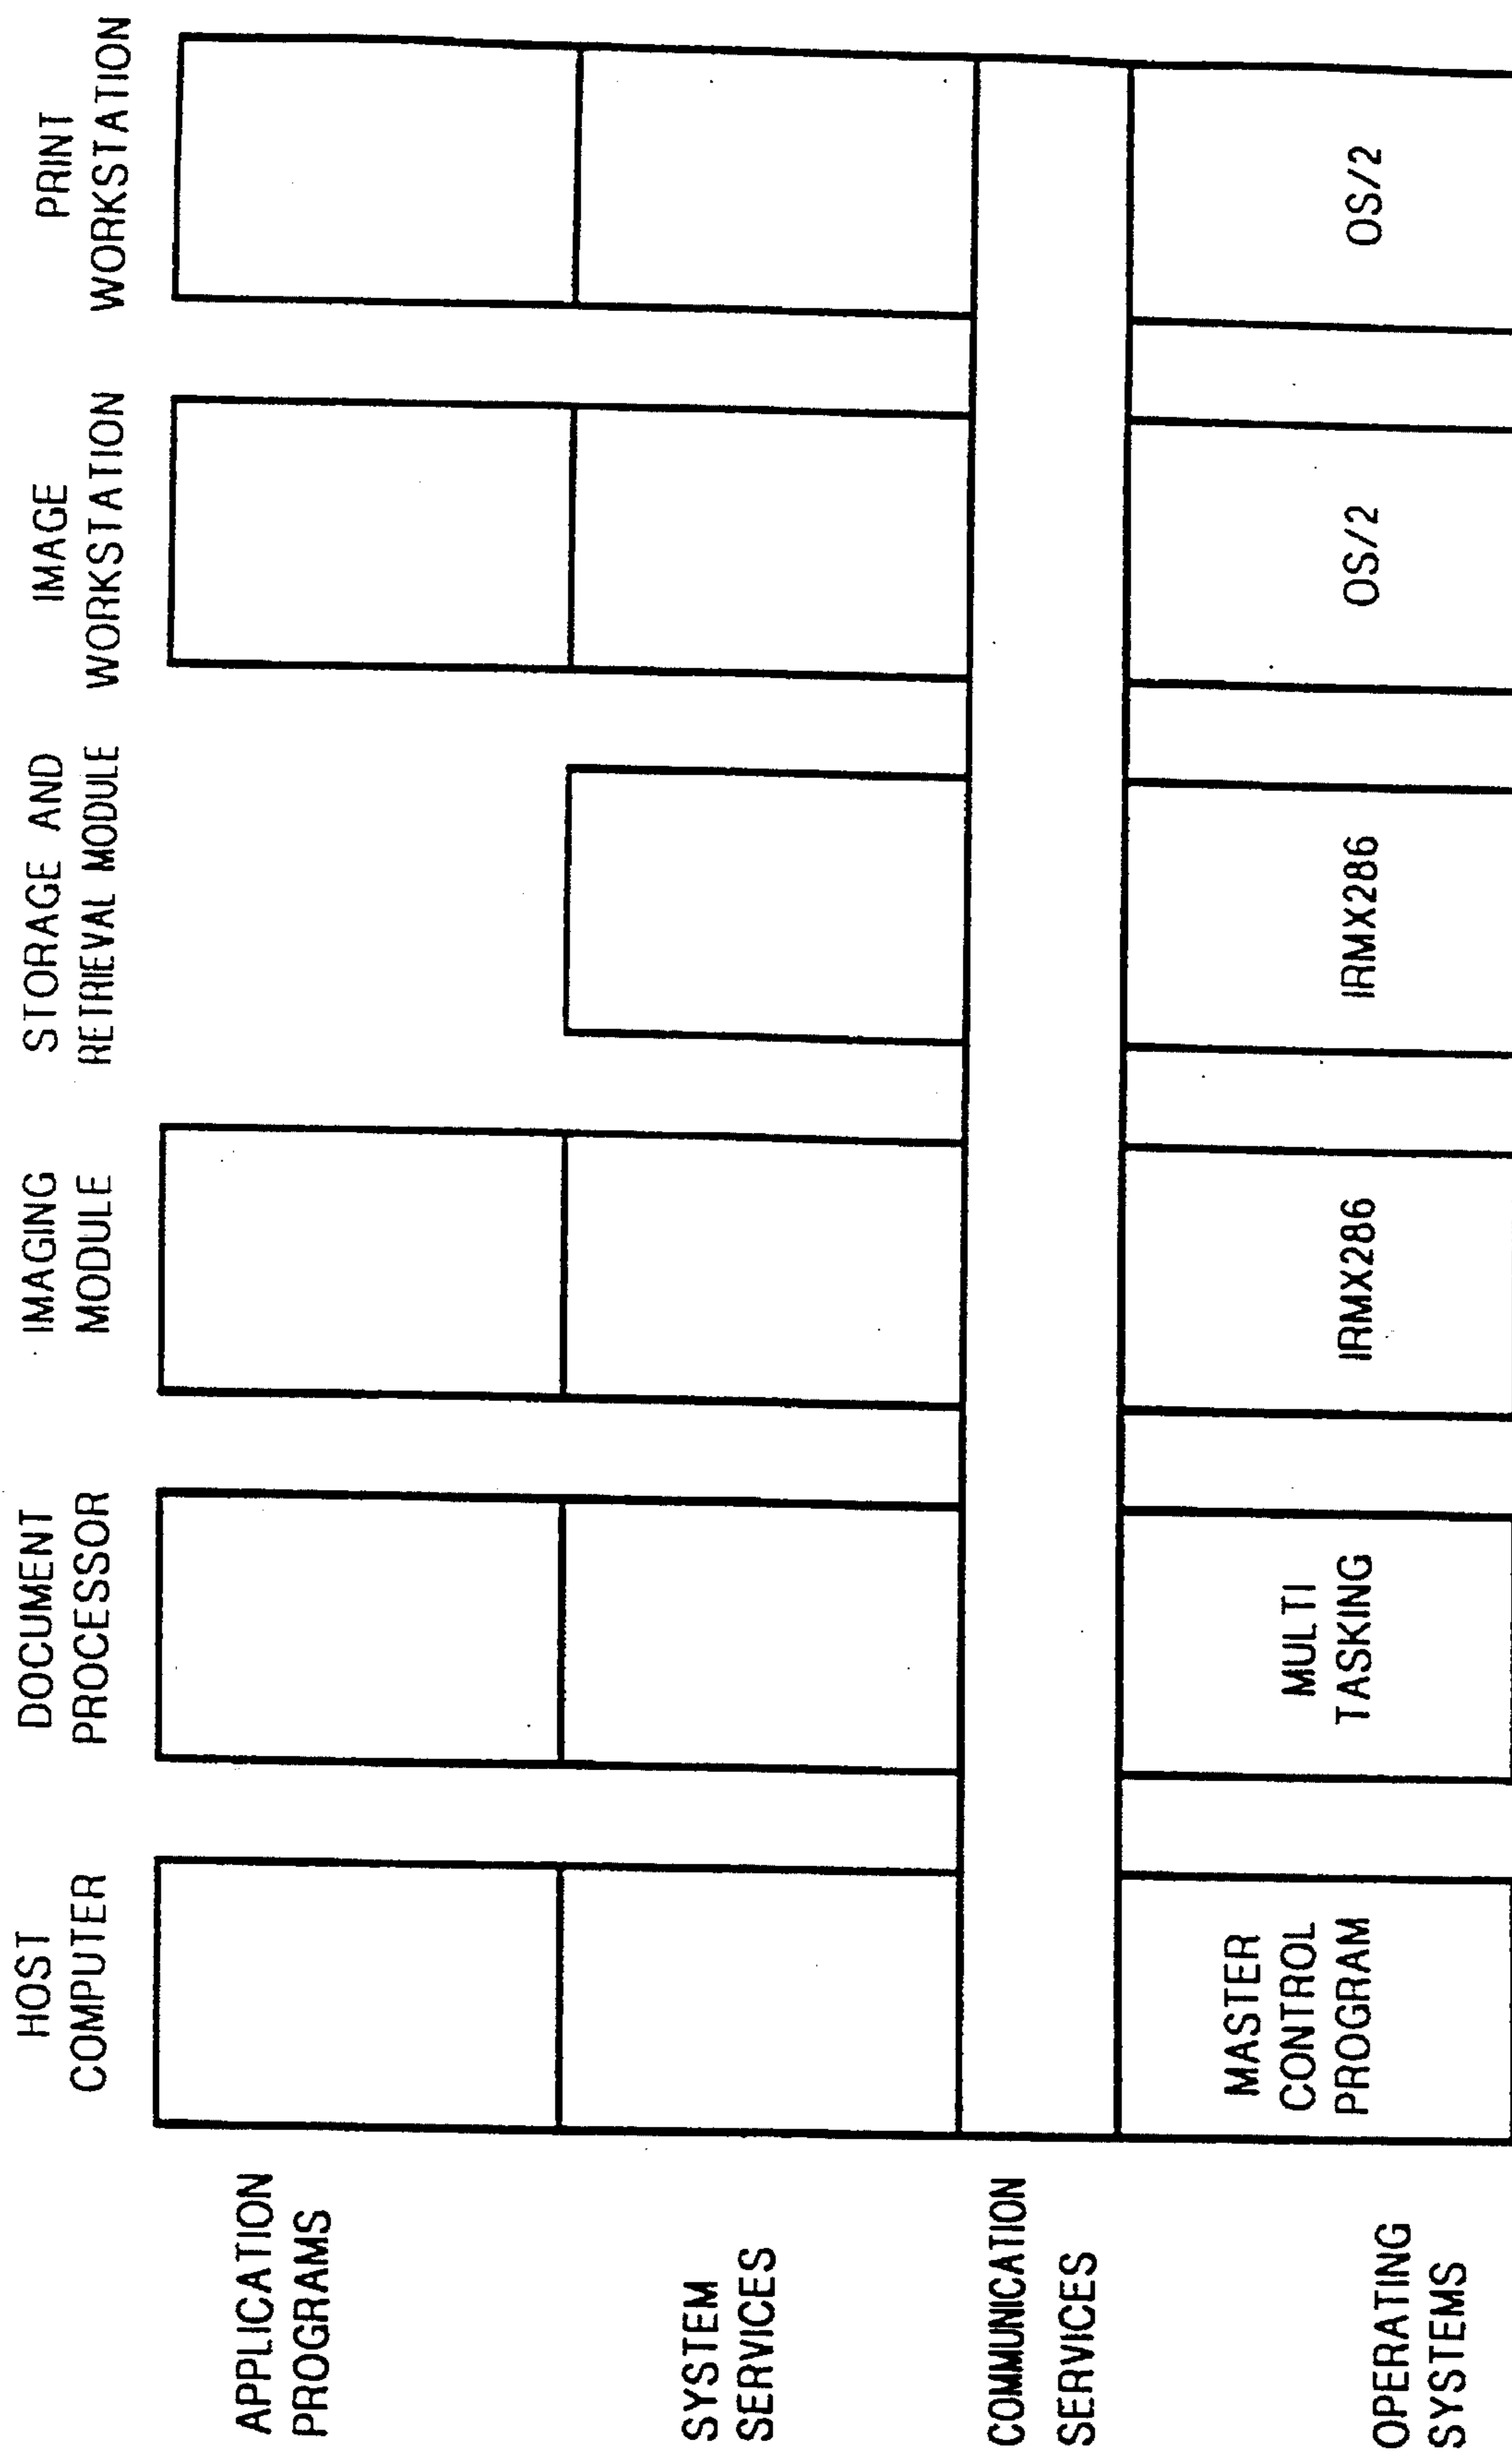 HOST
COMPUTER
DOCUMENT
PROCESSOR
IMAGING
MODULE
STORAGE AND
RETRIEVAL MODULE
IMAGE
WORKSTATION
PRINT
WORKSTATION
APPLICATION
PROGRAMS
SYSTEM
SERVICES
COMMUNICATION
SERVICES
OPERATING
SYSTEMS
MASTER
CONTROL
PROGRAM
MULTI
TASKING
IRMX286
IRMX286
OS/2
OS/2